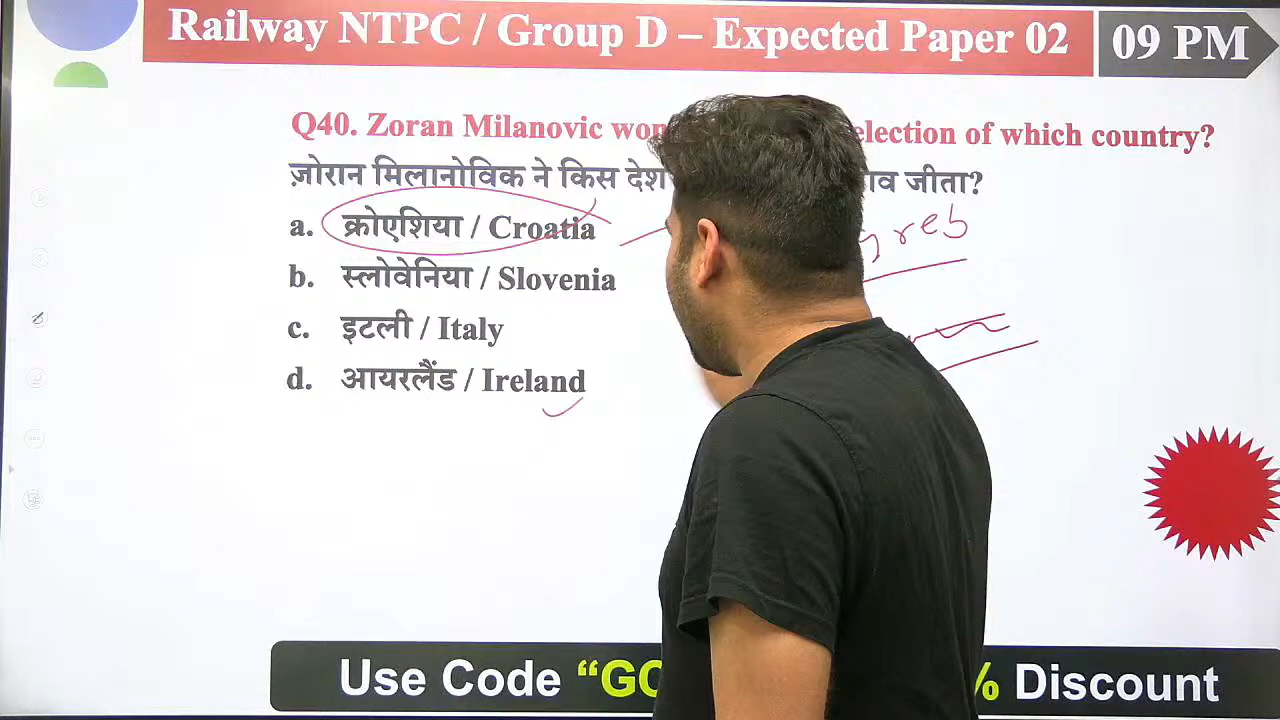 Railway NTPC / Group D – Expected Paper 02
09 PM
Q40. Zoran Milanovic won election of which country?
ज़ोरान मिलानोविक ने किस देश जीता?
a. क्रोएशिया / Croatia
b. स्लोवेनिया / Slovenia
c. इटली / Italy
d. आयरलैंड / Ireland
Use Code “GO % Discount